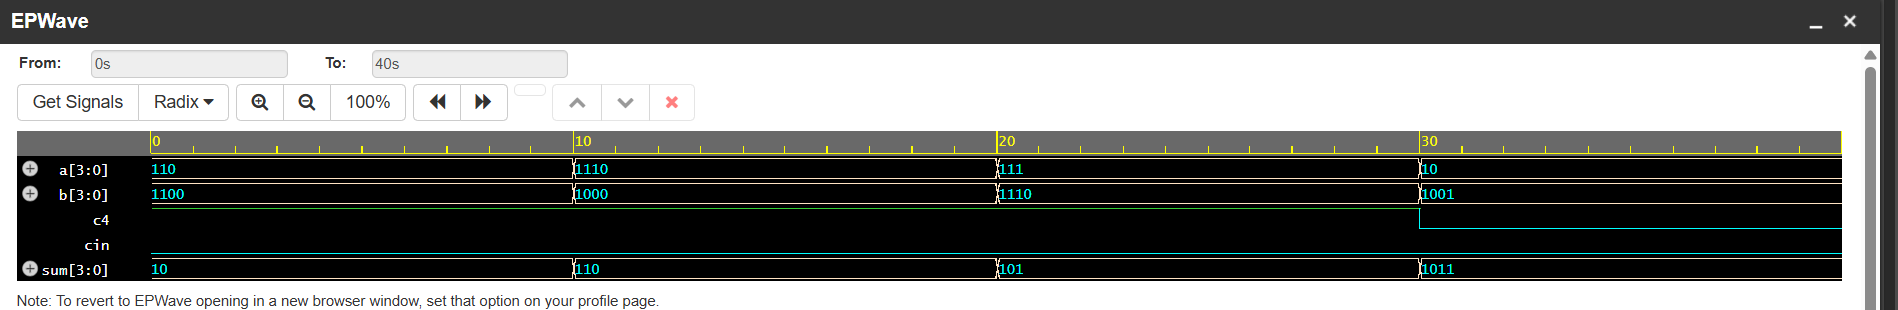 EPWave
From: 0s To: 40s
Get Signals Radix 100%
0 10 20 30
a[3:0] 110 1110 111 10
b[3:0] 1100 1000 1110 1001
c4
cin
sum[3:0] 10 110 101 1011
Note: To revert to EPWave opening in a new browser window, set that option on your profile page.